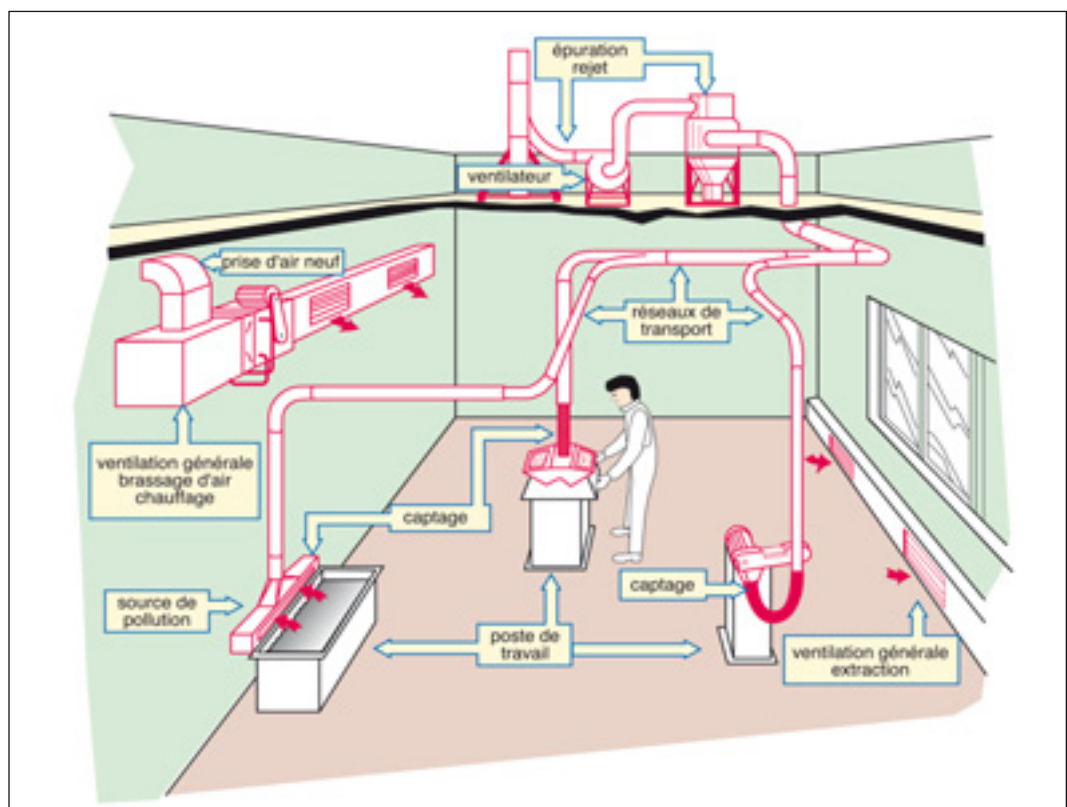 épuration
rejet
ventilateur
prise d'air neuf
réseaux de
transport
ventilation générale
brassage d'air
chauffage
captage
source de
pollution
captage
poste de
travail
ventilation générale
extraction